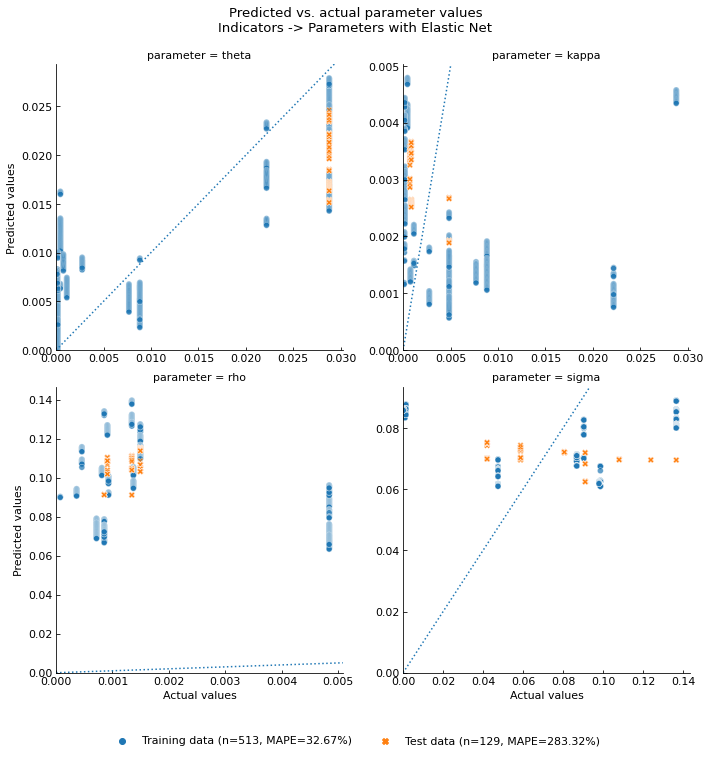 Predicted vs. actual parameter values
Indicators -> Parameters with Elastic Net
parameter = theta
parameter = kappa
0.025
0.020
0.015
0.010
0.005
0.000
Predicted values
0.000 0.005 0.010 0.015 0.020 0.025 0.030
0.005
0.004
0.003
0.002
0.001
0.000
0.000 0.005 0.010 0.015 0.020 0.025 0.030
parameter = rho
parameter = sigma
0.14
0.12
0.10
0.08
0.06
0.04
0.02
0.00
Predicted values
0.000 0.001 0.002 0.003 0.004 0.005
Actual values
0.08
0.06
0.04
0.02
0.00
0.00 0.02 0.04 0.06 0.08 0.10 0.12 0.14
Actual values
Training data (n=513, MAPE=32.67%)
Test data (n=129, MAPE=283.32%)